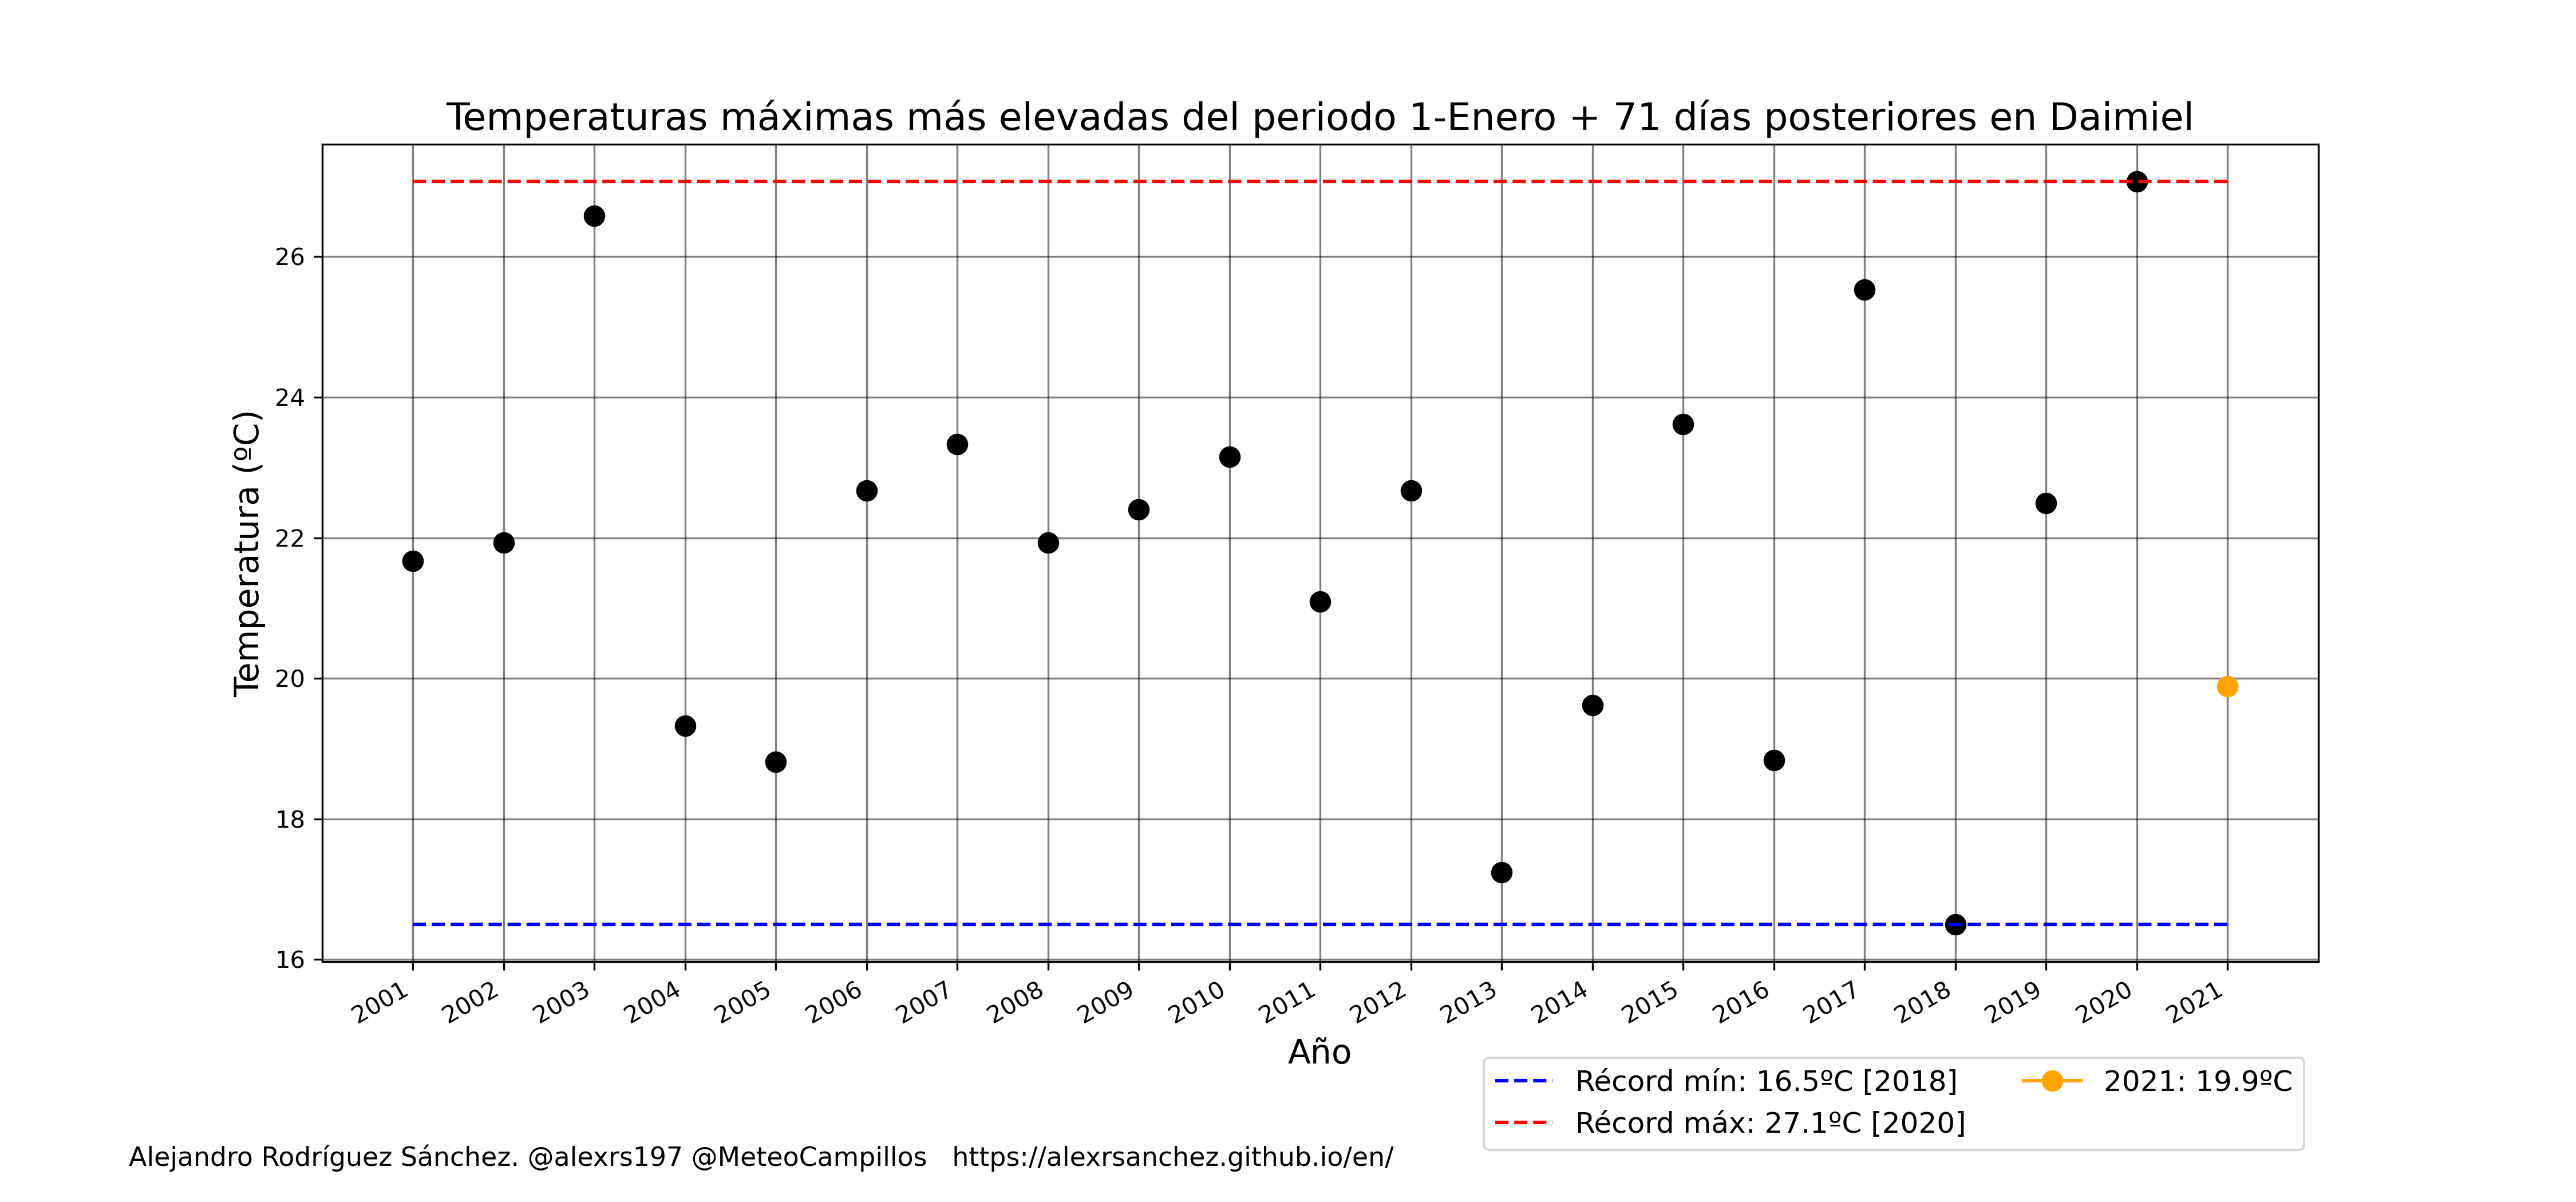 Temperaturas máximas más elevadas del periodo 1-Enero + 71 días posteriores en Daimiel
Temperatura (ºC)
26
24
22
20
18
16
2001 2002 2003 2004 2005 2006 2007 2008 2009 2010 2011 2012 2013 2014 2015 2016 2017 2018 2019 2020 2021
Año
Récord mín: 16.5ºC [2018] 2021: 19.9ºC
Récord máx: 27.1ºC [2020]
Alejandro Rodríguez Sánchez. @alexrs197 @MeteoCampillos https://alexrsanchez.github.io/en/